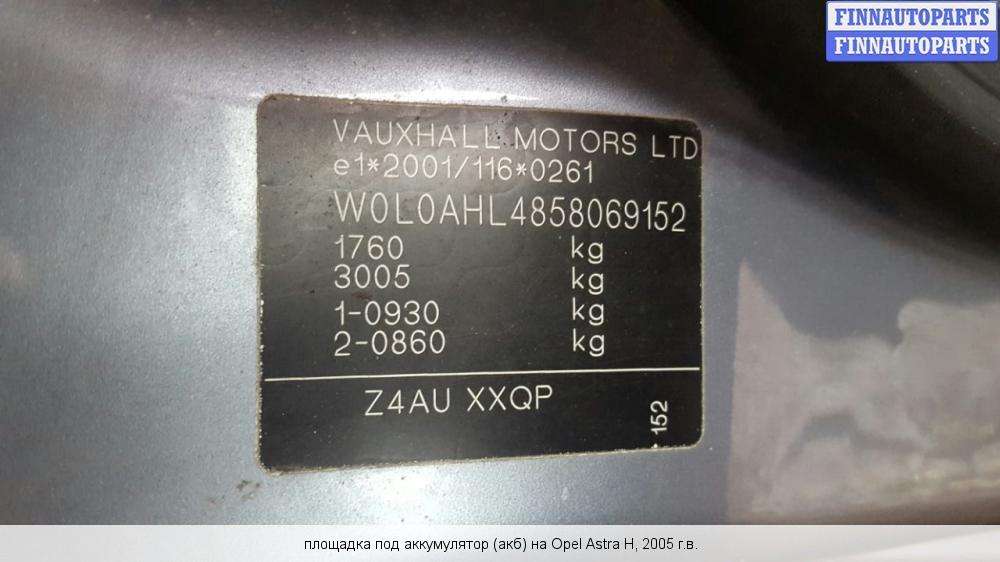 FINNAUTOPARTS
FINNAUTOPARTS
VAUXHALL MOTORS LTD
e1*2001/116*0261
W0L0AHL4858069152
1760 kg
3005 kg
1-0930 kg
2-0860 kg
Z4AU XXQP
152
площадка под аккумулятор (акб) на Opel Astra H, 2005 г.в.